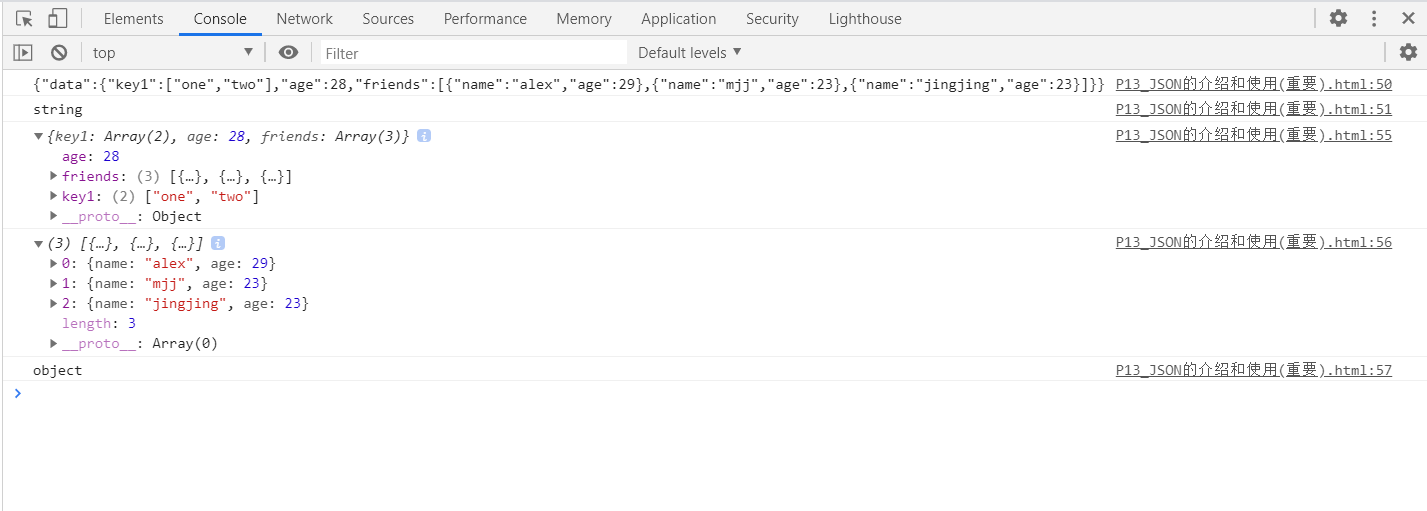 Elements Console Network Sources Performance Memory Application Security Lighthouse
top Filter Default levels
{"data":{"key1":["one","two"],"age":28,"friends":[{"name":"alex","age":29},{"name":"mjj","age":23},{"name":"jingjing","age":23}]}} P13_JSON的介绍和使用(重要).html:50
string P13_JSON的介绍和使用(重要).html:51
{key1: Array(2), age: 28, friends: Array(3)} i P13_JSON的介绍和使用(重要).html:55
age: 28
friends: (3) [{…}, {…}, {…}]
key1: (2) ["one", "two"]
__proto__: Object
(3) [{…}, {…}, {…}] i P13_JSON的介绍和使用(重要).html:56
0: {name: "alex", age: 29}
1: {name: "mjj", age: 23}
2: {name: "jingjing", age: 23}
length: 3
__proto__: Array(0)
object P13_JSON的介绍和使用(重要).html:57